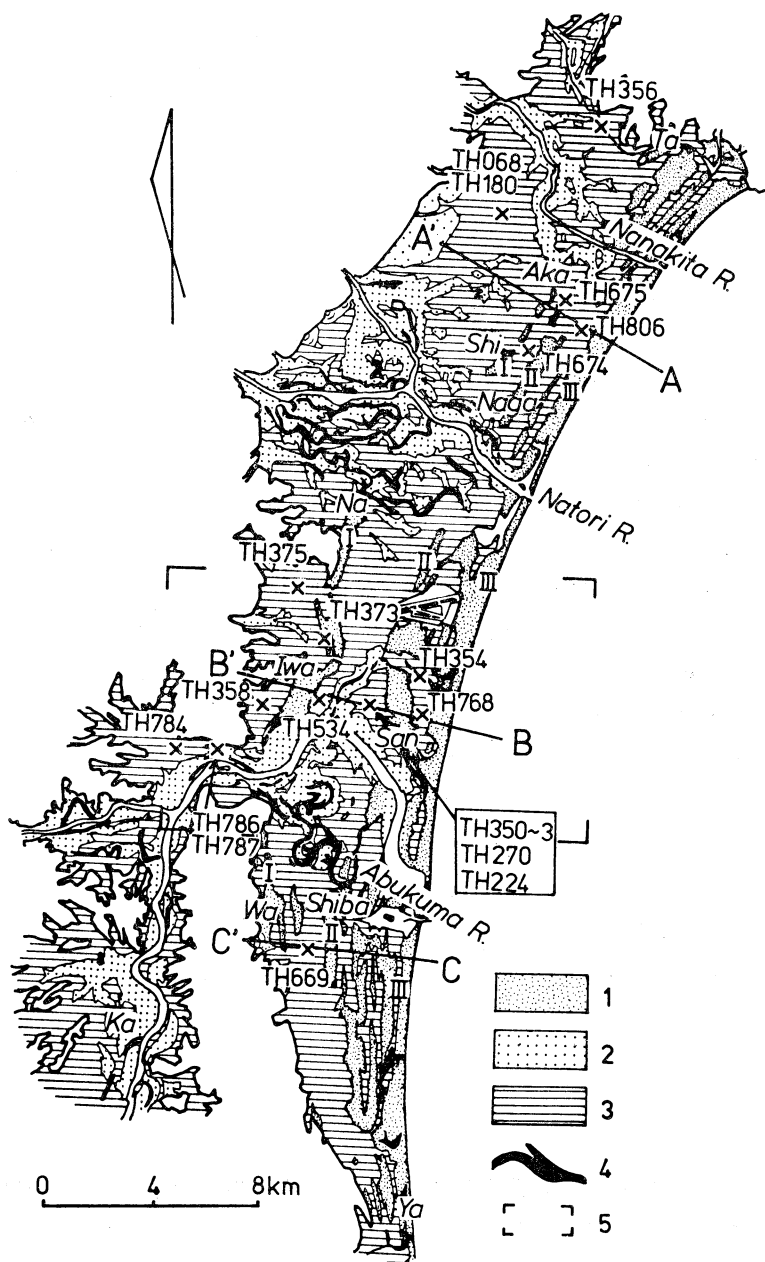 TH356
Ta
TH068
TH180
Nanakita R.
A'
Aka
TH675
TH806
Shi
I
TH674
II
A
III
Naga
Natori R.
Na
I
TH375
II
III
TH373
TH354
Iwa
B'
TH358
TH768
TH784
TH534
San
B
TH350~3
TH270
TH224
TH786
TH787
I
Abukuma R.
Wa
Shiba
C'
II
C
TH669
III
Ka
1
2
3
4
0 4 8km
5
Ya